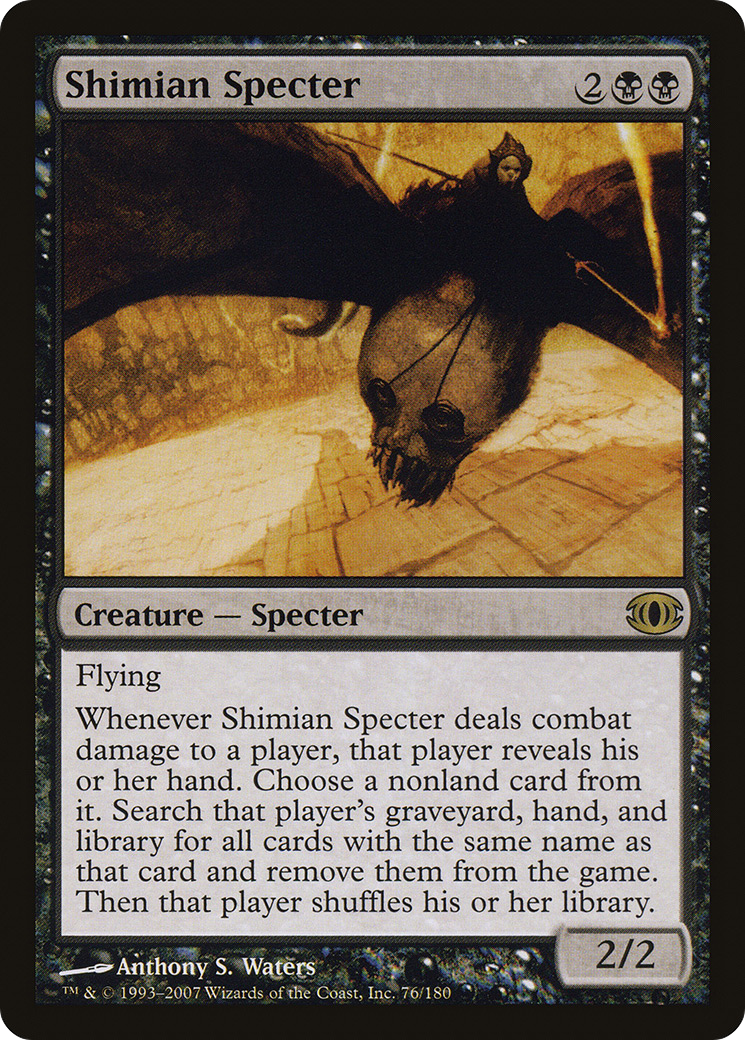 Shimian Specter 2
Creature — Specter
Flying
Whenever Shimian Specter deals combat
damage to a player, that player reveals his
or her hand. Choose a nonland card from
it. Search that player's graveyard, hand, and
library for all cards with the same name as
that card and remove them from the game.
Then that player shuffles his or her library.
2/2
Anthony S. Waters
™ & © 1993–2007 Wizards of the Coast, Inc. 76/180